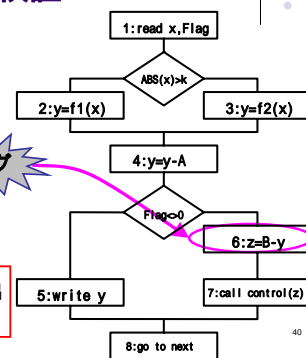 1:read x,Flag
ABS(x)>k
2:y=f1(x)
3:y=f2(x)
4:y=y-A
Flag<>0
6:z=B-y
5:write y
7:call control(z)
8:go to next
40